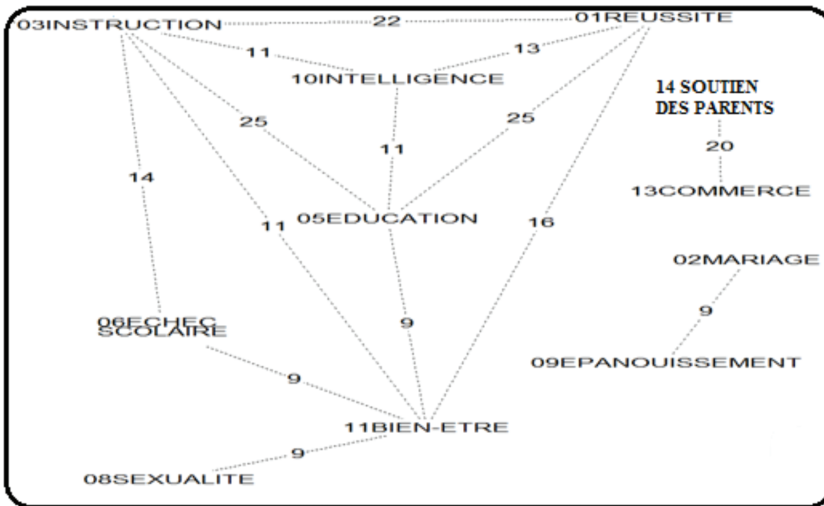 03INSTRUCTION
22
01REUSSITE
11
13
10INTELLIGENCE
14 SOUTIEN
DES PARENTS
25
25
11
20
14
13COMMERCE
05EDUCATION
11
16
02MARIAGE
9
9
06ECHEC
SCOLAIRE
09EPANOUISSEMENT
9
11BIEN-ETRE
9
08SEXUALITE